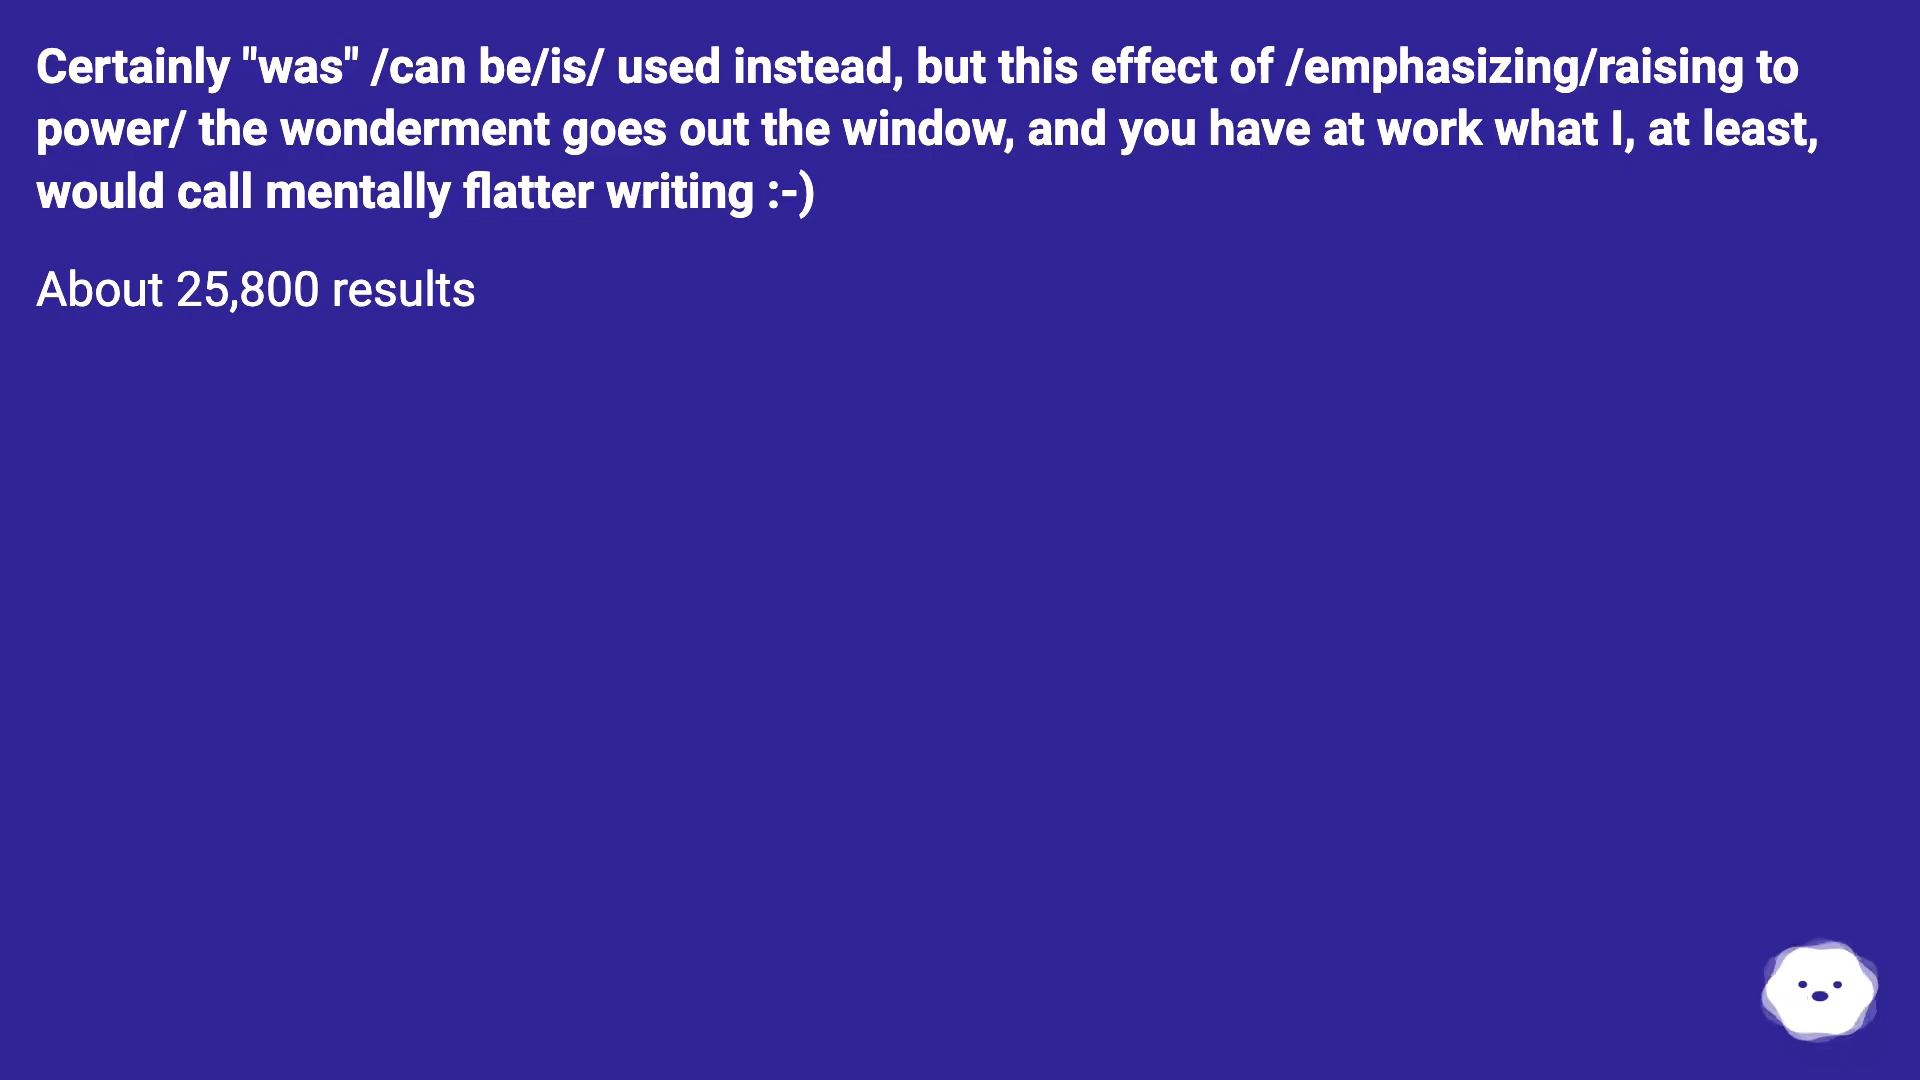 Certainly "was" /can be/is/ used instead, but this effect of /emphasizing/raising to
power/ the wonderment goes out the window, and you have at work what I, at least,
would call mentally flatter writing :-)
About 25,800 results